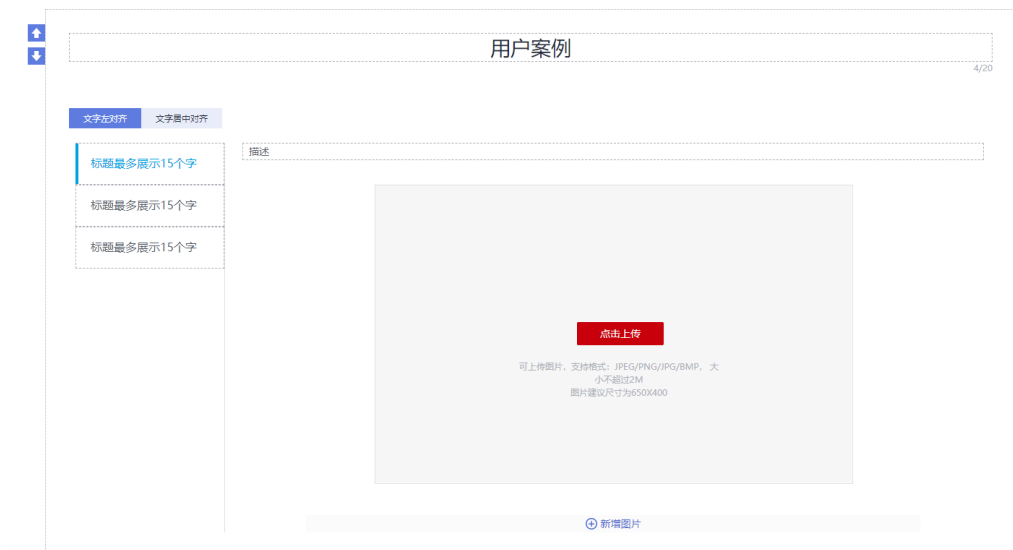 用户案例
4/20
文字左对齐 文字居中对齐
标题最多展示15个字
描述
标题最多展示15个字
标题最多展示15个字
点击上传
可上传图片，支持格式：JPEG/PNG/JPG/BMP， 大
小不超过2M
图片建议尺寸为650X400
新增图片